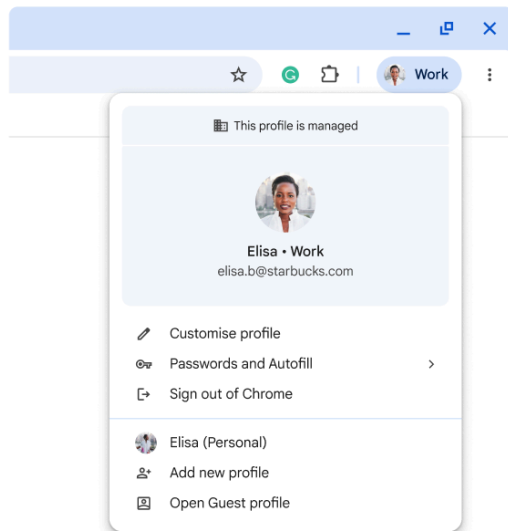 Work
This profile is managed
Elisa • Work
elisa.b@starbucks.com
Customise profile
Passwords and Autofill
Sign out of Chrome
Elisa (Personal)
Add new profile
Open Guest profile